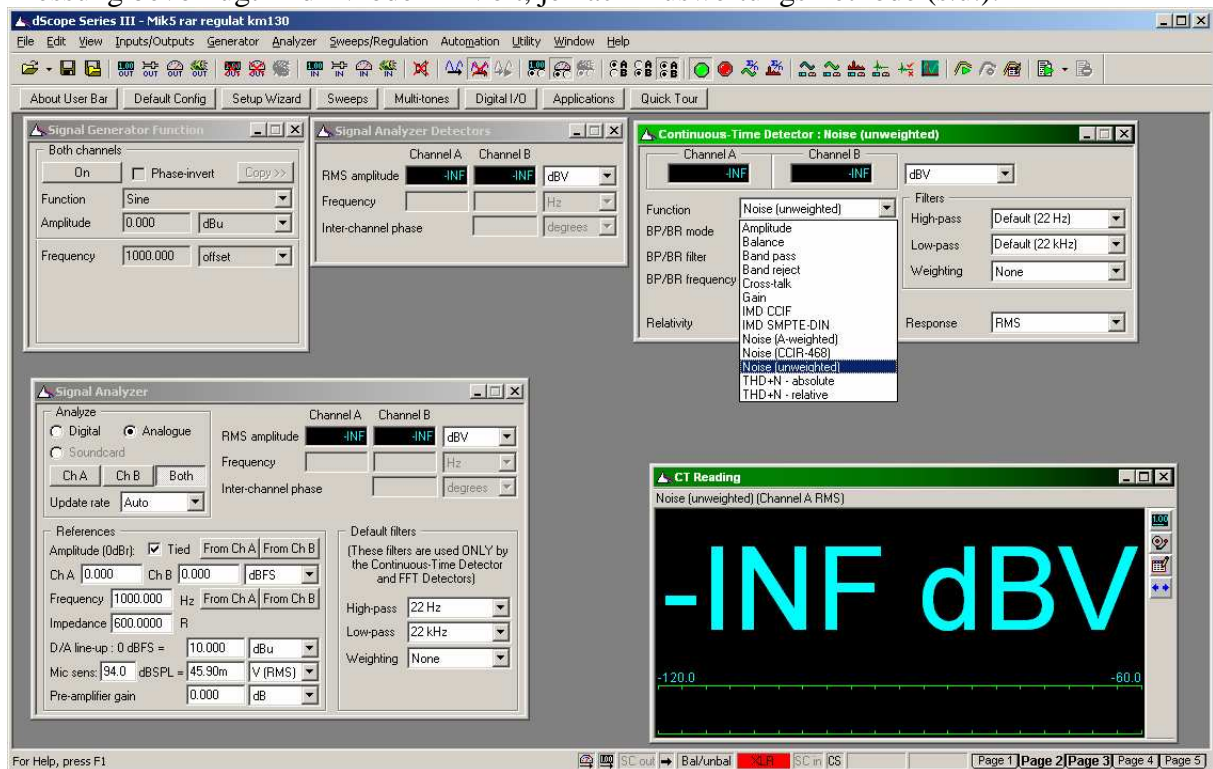 dScope Series III - Mik5 rar regulat km130
File Edit View Inputs/Outputs Generator Analyzer Sweeps/Regulation Automation Utility Window Help
About User Bar Default Config Setup Wizard Sweeps Multi-tones Digital I/O Applications Quick Tour
Signal Generator Function
Both channels
On Phase-invert Copy >>
Function Sine
Amplitude 0.000 dBu
Frequency 1000.000 offset
Signal Analyzer Detectors
Channel A Channel B
RMS amplitude -INF -INF dBV
Frequency Hz
Inter-channel phase degrees
Continuous-Time Detector : Noise (unweighted)
Channel A Channel B
-INF -INF dBV
Function Noise (unweighted)
BP/BR mode
BP/BR filter
BP/BR frequency
Relativity
Amplitude
Balance
Band pass
Band reject
Cross-talk
Gain
IMD CCIF
IMD SMPTE-DIN
Noise (A-weighted)
Noise (CCIR-468)
Noise (unweighted)
THD+N - absolute
THD+N - relative
Filters
High-pass Default (22 Hz)
Low-pass Default (22 kHz)
Weighting None
Response RMS
Signal Analyzer
Analyze
Digital Analogue
Soundcard
Ch A Ch B Both
Update rate Auto
Channel A Channel B
RMS amplitude -INF -INF dBV
Frequency Hz
Inter-channel phase degrees
References
Amplitude (0dBr): Tied From Ch A From Ch B
Ch A 0.000 Ch B 0.000 dBFS
Frequency 1000.000 Hz From Ch A From Ch B
Impedance 600.0000 R
D/A line-up : 0 dBFS = 10.000 dBu
Mic sens: 94.0 dBSPL = 45.90m V (RMS)
Pre-amplifier gain 0.000 dB
Default filters
(These filters are used ONLY by
the Continuous-Time Detector
and FFT Detectors)
High-pass 22 Hz
Low-pass 22 kHz
Weighting None
CT Reading
Noise (unweighted) (Channel A RMS)
-INF dBV
-120.0 -60.0
For Help, press F1
SC out Bal/unbal XLR SC in CS
Page 1 Page 2 Page 3 Page 4 Page 5